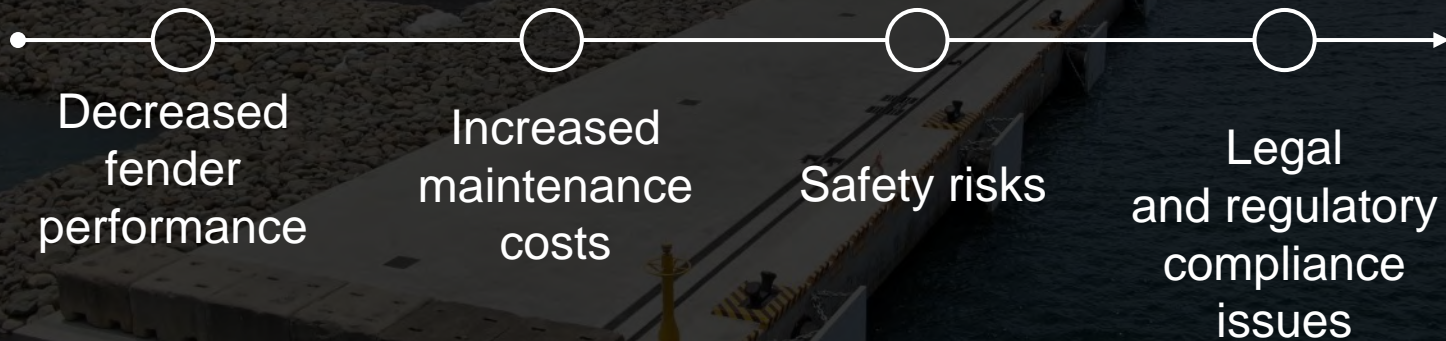 Decreased
fender
performance
Increased
maintenance
costs
Safety risks
Legal
and regulatory
compliance
issues